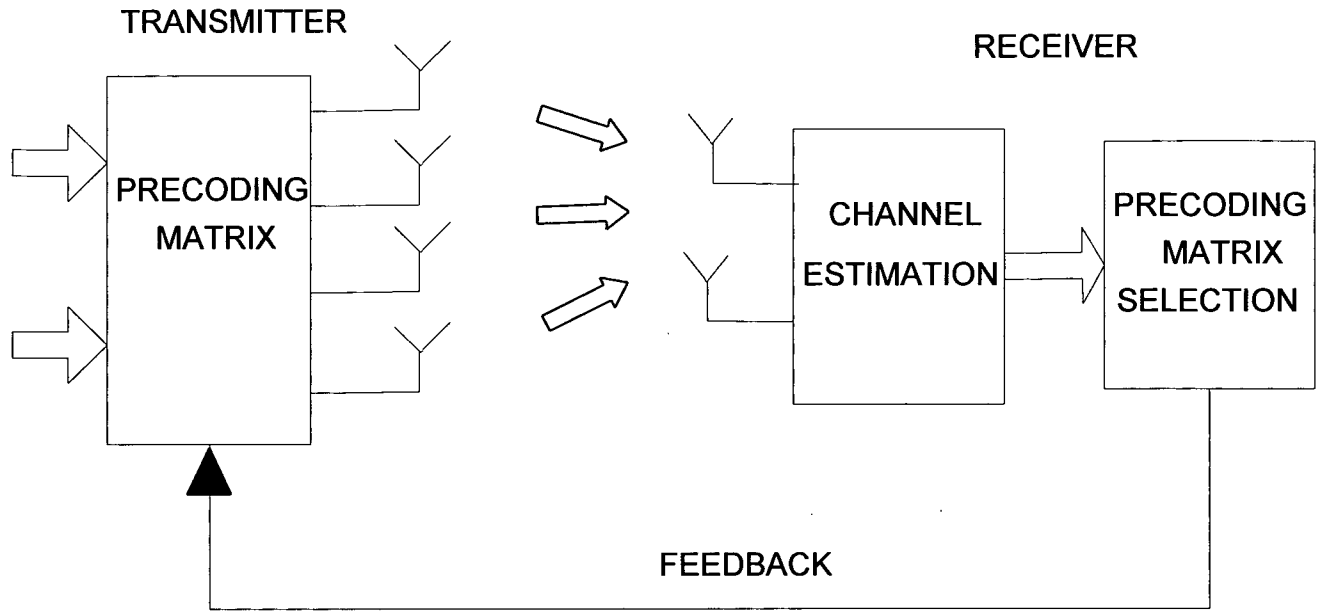 TRANSMITTER
RECEIVER
PRECODING
MATRIX
CHANNEL
ESTIMATION
PRECODING
MATRIX
SELECTION
FEEDBACK